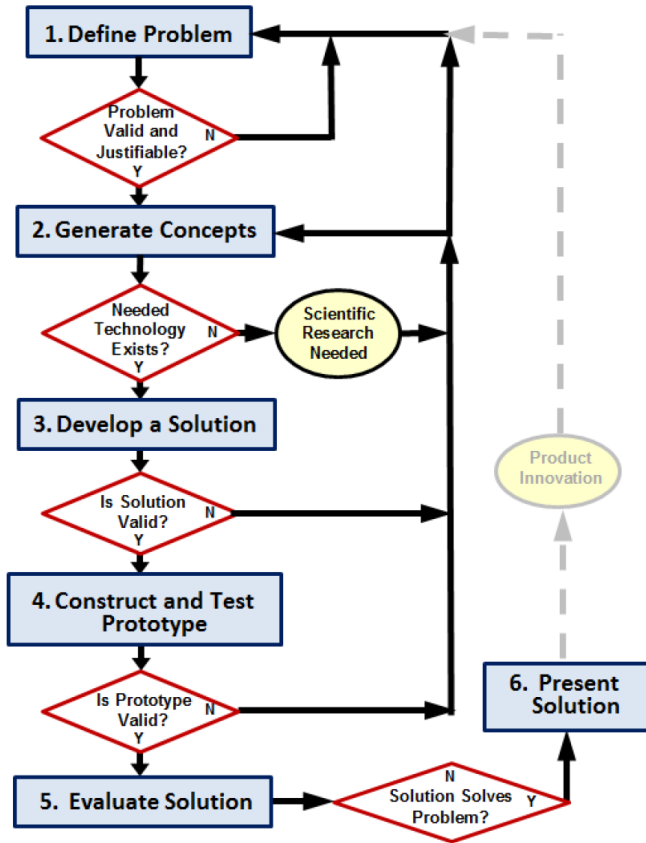 1. Define Problem
Problem
Valid and
Justifiable?
N
Y
2. Generate Concepts
Needed
Technology
Exists?
N
Y
Scientific
Research
Needed
3. Develop a Solution
Is Solution
Valid?
N
Y
Product
Innovation
4. Construct and Test
Prototype
Is Prototype
Valid?
N
Y
6. Present
Solution
5. Evaluate Solution
N
Solution Solves
Problem?
Y